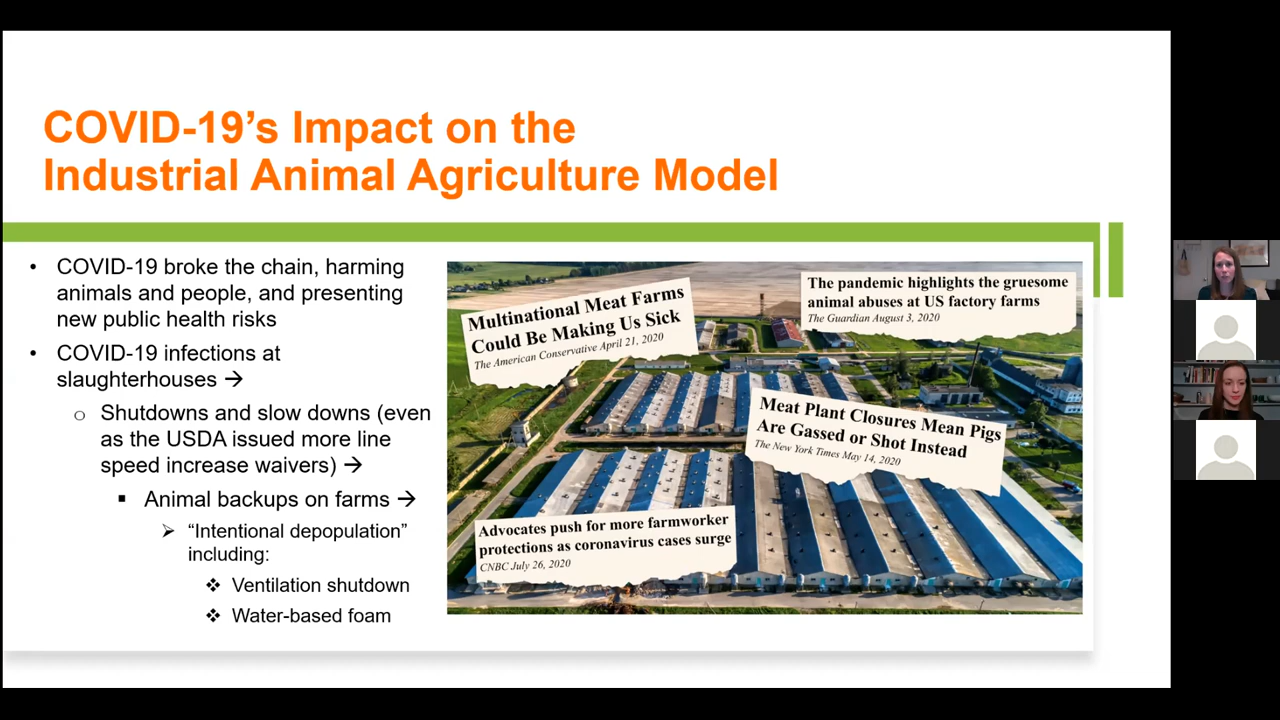 COVID-19’s Impact on the
Industrial Animal Agriculture Model
• COVID-19 broke the chain, harming
animals and people, and presenting
new public health risks
• COVID-19 infections at
slaughterhouses →
o Shutdowns and slow downs (even
as the USDA issued more line
speed increase waivers) →
▪ Animal backups on farms →
➢ “Intentional depopulation”
including:
❖ Ventilation shutdown
❖ Water-based foam
Multinational Meat Farms
Could Be Making Us Sick
The American Conservative April 21, 2020
The pandemic highlights the gruesome
animal abuses at US factory farms
The Guardian August 3, 2020
Meat Plant Closures Mean Pigs
Are Gassed or Shot Instead
The New York Times May 14, 2020
Advocates push for more farmworker
protections as coronavirus cases surge
CNBC July 26, 2020